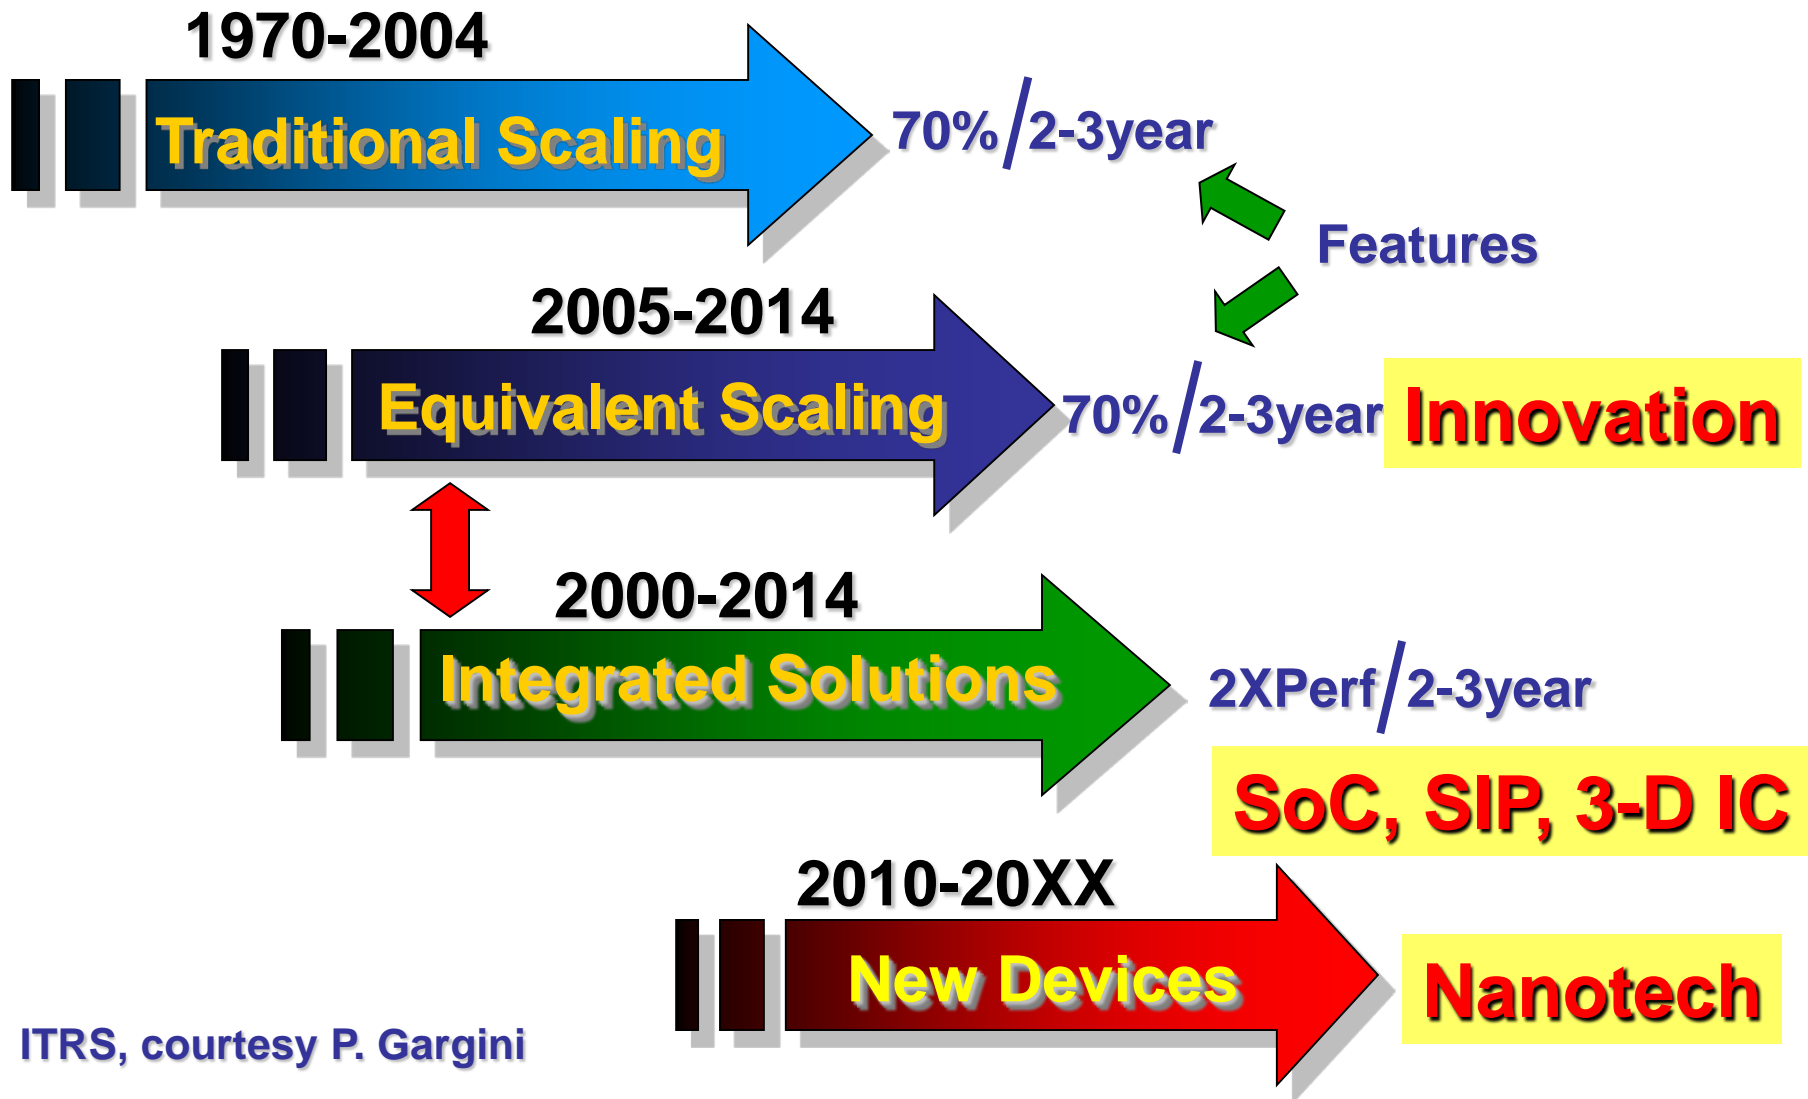 1970-2004
Traditional Scaling
70%/2-3year
Features
2005-2014
Equivalent Scaling
70%/2-3year
Innovation
2000-2014
Integrated Solutions
2XPerf/2-3year
SoC, SIP, 3-D IC
2010-20XX
New Devices
Nanotech
ITRS, courtesy P. Gargini